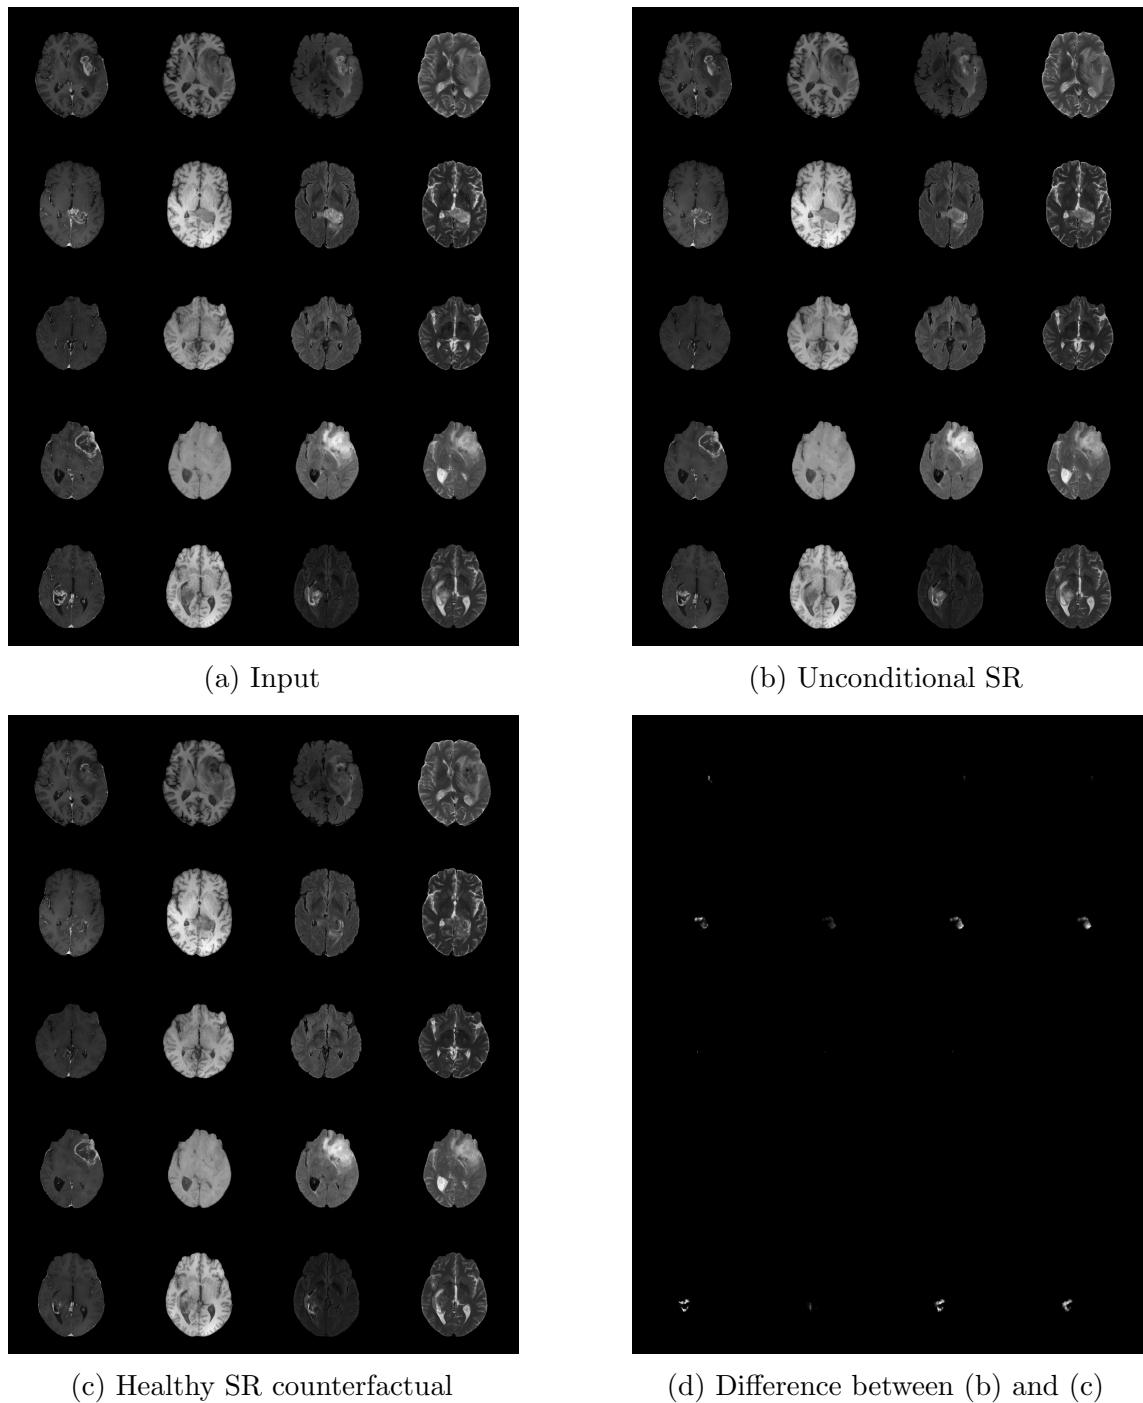 (a) Input
(b) Unconditional SR
(c) Healthy SR counterfactual
(d) Difference between (b) and (c)